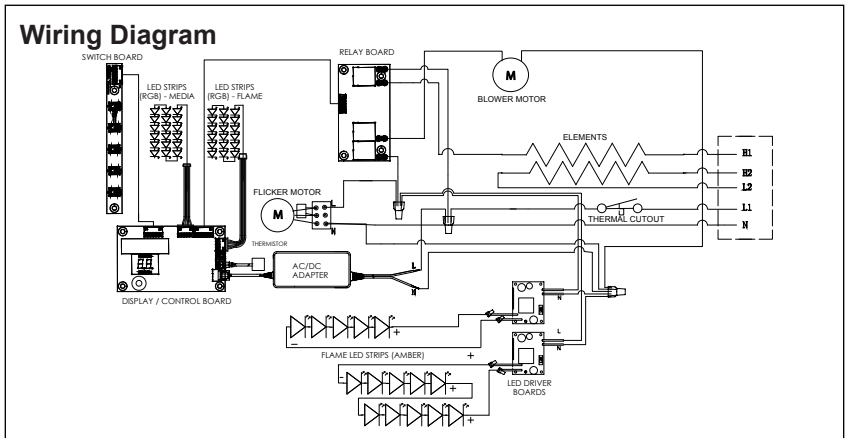 Wiring Diagram
SWITCH BOARD
RELAY BOARD
LED STRIPS
(RGB) - MEDIA
LED STRIPS
(RGB) - FLAME
M
BLOWER MOTOR
ELEMENTS
H1
H2
L2
L1
N
THERMAL CUTOUT
FLICKER MOTOR
M
L
N
THERMISTOR
AC/DC
ADAPTER
L
N
DISPLAY / CONTROL BOARD
L
N
L
N
- +
FLAME LED STRIPS (AMBER) +
- +
- +
LED DRIVER
BOARDS